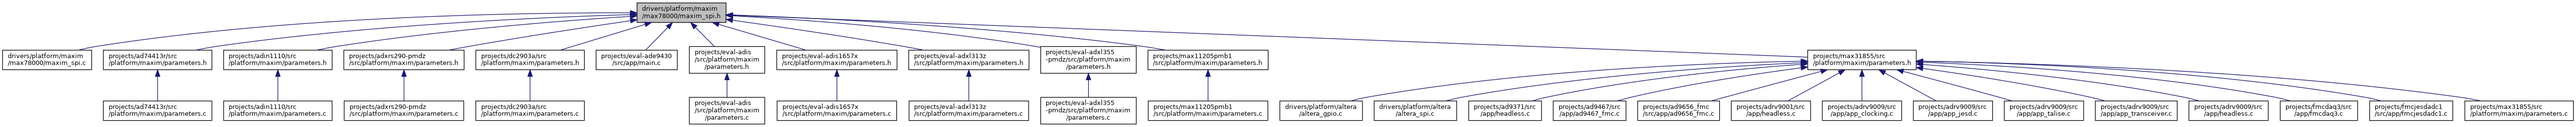 drivers/platform/maxim
/max78000/maxim_spi.h
drivers/platform/maxim
/max78000/maxim_spi.c
projects/ad74413r/src
/platform/maxim/parameters.h
projects/adin1110/src
/platform/maxim/parameters.h
projects/adxrs290-pmdz
/src/platform/maxim/parameters.h
projects/dc2903a/src
/platform/maxim/parameters.h
projects/eval-ade9430
/src/app/main.c
projects/eval-adis
/src/platform/maxim
/parameters.h
projects/eval-adis1657x
/src/platform/maxim/parameters.h
projects/eval-adxl313z
/src/platform/maxim/parameters.h
projects/eval-adxl355
-pmdz/src/platform/maxim
/parameters.h
projects/max11205pmb1
/src/platform/maxim/parameters.h
projects/max31855/src
/platform/maxim/parameters.h
projects/ad74413r/src
/platform/maxim/parameters.c
projects/adin1110/src
/platform/maxim/parameters.c
projects/adxrs290-pmdz
/src/platform/maxim/parameters.c
projects/dc2903a/src
/platform/maxim/parameters.c
projects/eval-adis
/src/platform/maxim
/parameters.c
projects/eval-adis1657x
/src/platform/maxim/parameters.c
projects/eval-adxl313z
/src/platform/maxim/parameters.c
projects/eval-adxl355
-pmdz/src/platform/maxim
/parameters.c
projects/max11205pmb1
/src/platform/maxim/parameters.c
drivers/platform/altera
/altera_gpio.c
drivers/platform/altera
/altera_spi.c
projects/ad9371/src
/app/headless.c
projects/ad9467/src
/app/ad9467_fmc.c
projects/ad9656_fmc
/src/app/ad9656_fmc.c
projects/adrv9001/src
/app/headless.c
projects/adrv9009/src
/app/app_clocking.c
projects/adrv9009/src
/app/app_jesd.c
projects/adrv9009/src
/app/app_talise.c
projects/adrv9009/src
/app/app_transceiver.c
projects/adrv9009/src
/app/headless.c
projects/fmcdaq3/src
/app/fmcdaq3.c
projects/fmcjesdadc1
/src/app/fmcjesdadc1.c
projects/max31855/src
/platform/maxim/parameters.c